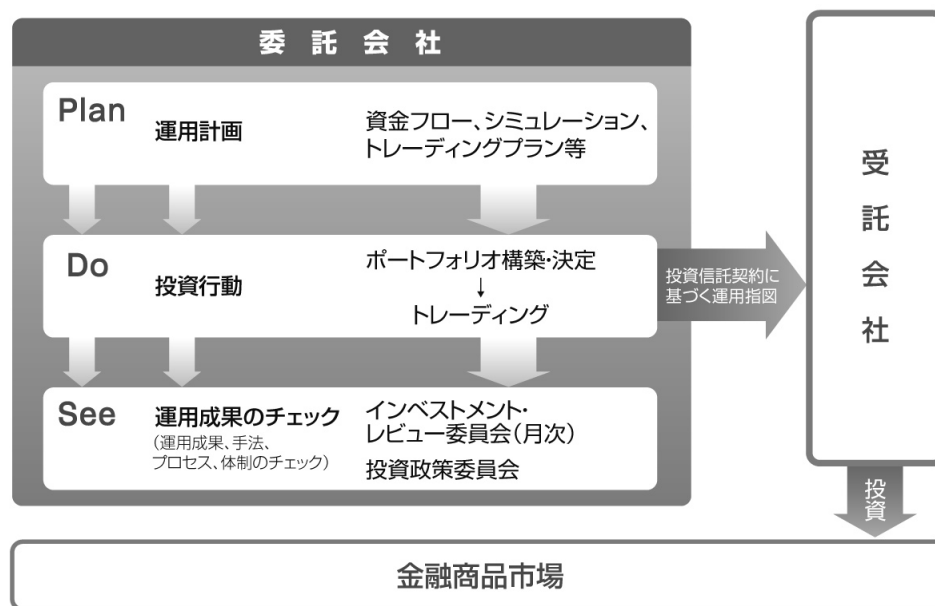 委託会社
Plan
運用計画
資金フロー、シミュレーション、
トレーディングプラン等
Do
投資行動
ポートフォリオ構築・決定
↓
トレーディング
See
運用成果のチェック
(運用成果、手法、
プロセス、体制のチェック)
インベストメント・
レビュー委員会(月次)
投資政策委員会
投資信託契約に
基づく運用指図
受託会社
投資
金融商品市場